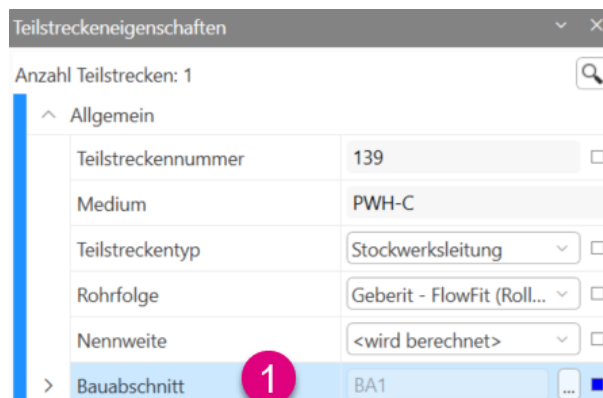 Teilstreckeneigenschaften
Anzahl Teilstrecken: 1
Allgemein
Teilstreckennummer 139
Medium PWH-C
Teilstreckentyp Stockwerksleitung
Rohrfolge Geberit - FlowFit (Roll...
Nennweite <wird berechnet>
Bauabschnitt 1 BA1 ...